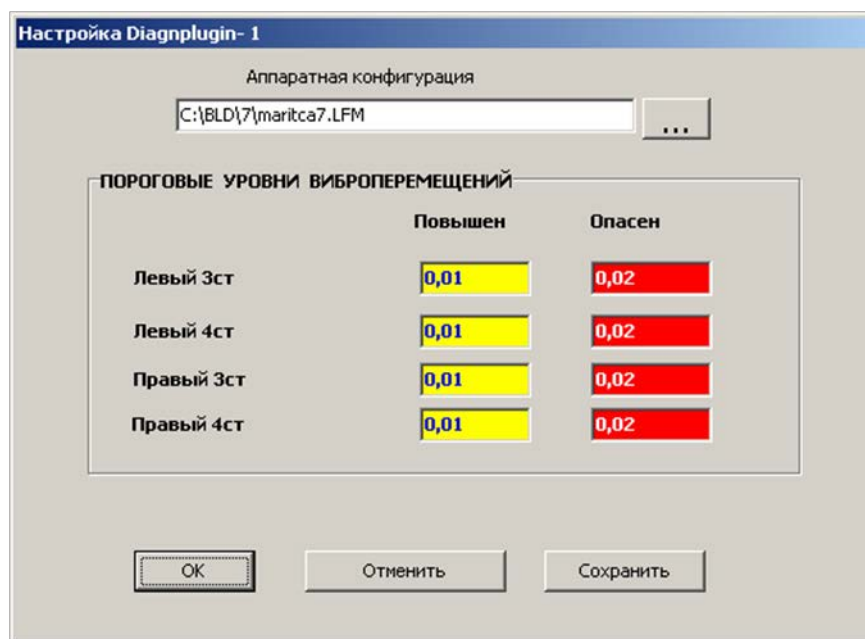 Настройка Diagnplugin- 1
Аппаратная конфигурация
C:\BLD\7\maritca7.LFM
...
ПОРОГОВЫЕ УРОВНИ ВИБРОПЕРЕМЕЩЕНИЙ
Повышен Опасен
Левый 3ст 0,01 0,02
Левый 4ст 0,01 0,02
Правый 3ст 0,01 0,02
Правый 4ст 0,01 0,02
OK Отменить Сохранить